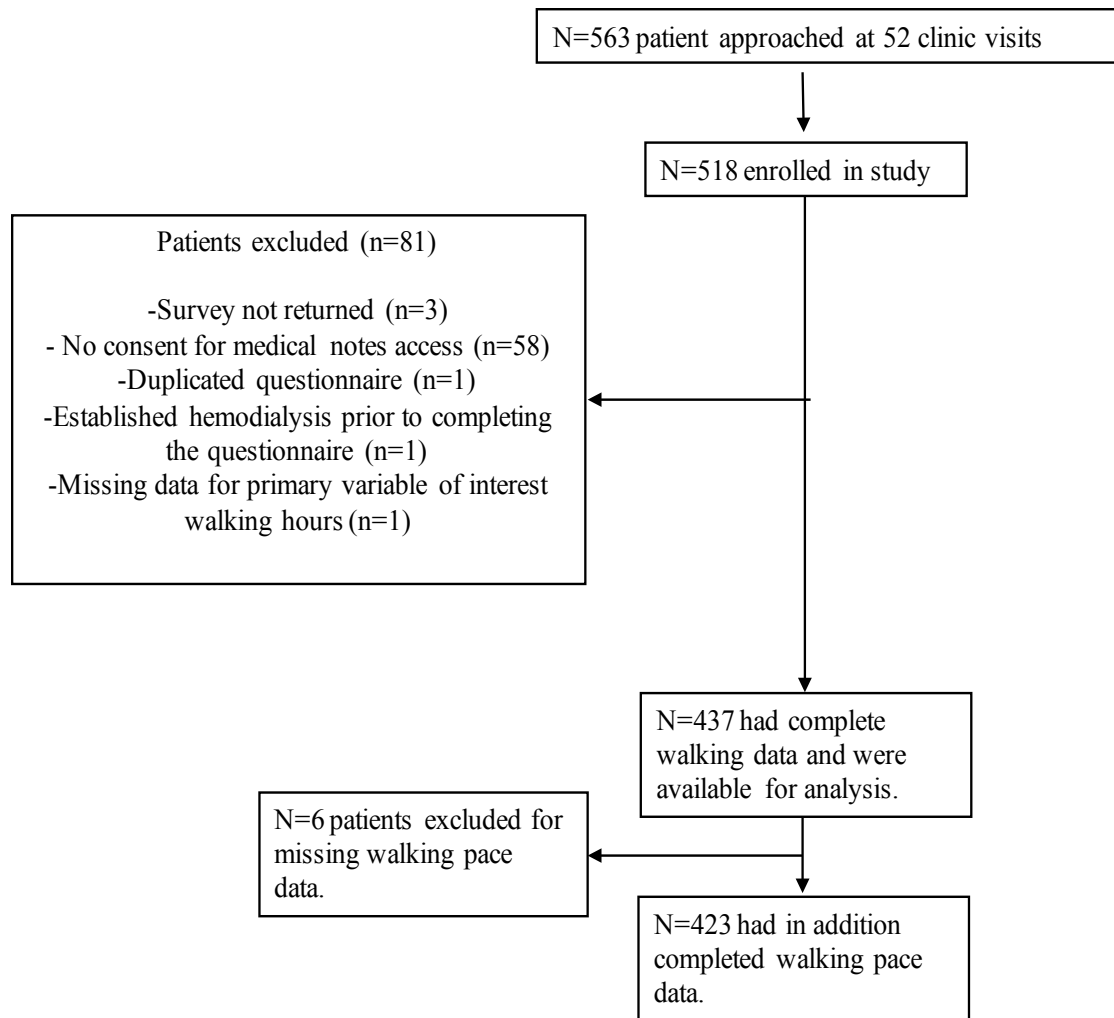 N=563 patient approached at 52 clinic visits
N=518 enrolled in study
Patients excluded (n=81)
-Survey not returned (n=3)
- No consent for medical notes access (n=58)
-Duplicated questionnaire (n=1)
-Established hemodialysis prior to completing
the questionnaire (n=1)
-Missing data for primary variable of interest
walking hours (n=1)
N=437 had complete
walking data and were
available for analysis.
N=6 patients excluded for
missing walking pace
data.
N=423 had in addition
completed walking pace
data.